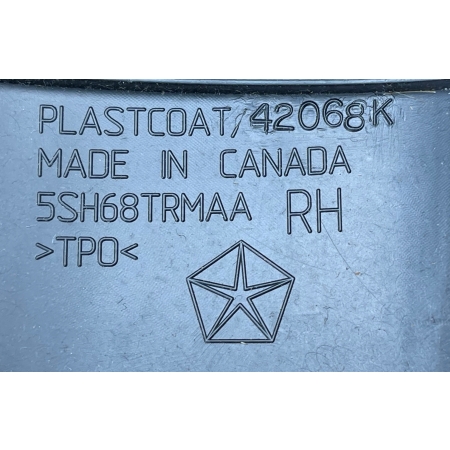 PLASTCOAT/42068K
MADE IN CANADA
5SH68TRMAA RH
>TPO<